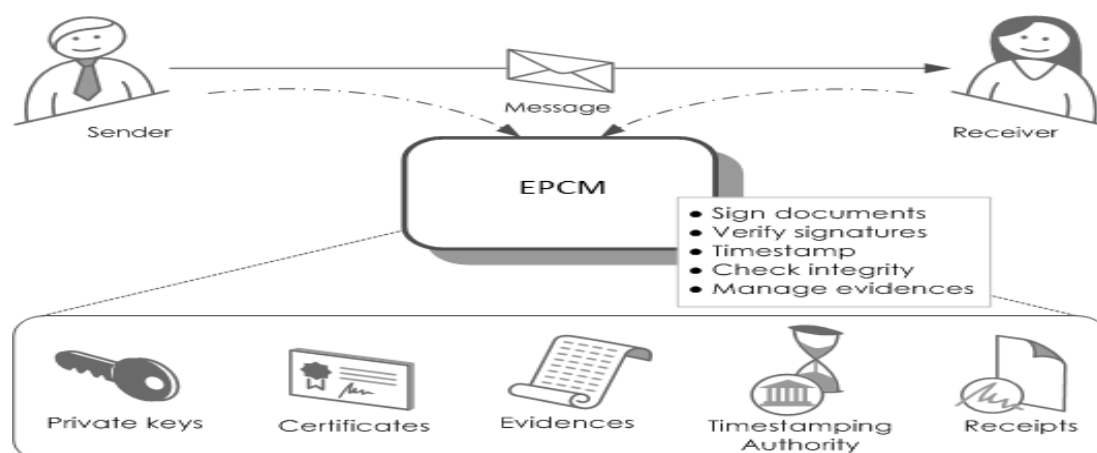 Message
Sender
Receiver
EPCM
● Sign documents
● Verify signatures
● Timestamp
● Check integrity
● Manage evidences
Private keys
Certificates
Evidences
Timestamping
Authority
Receipts